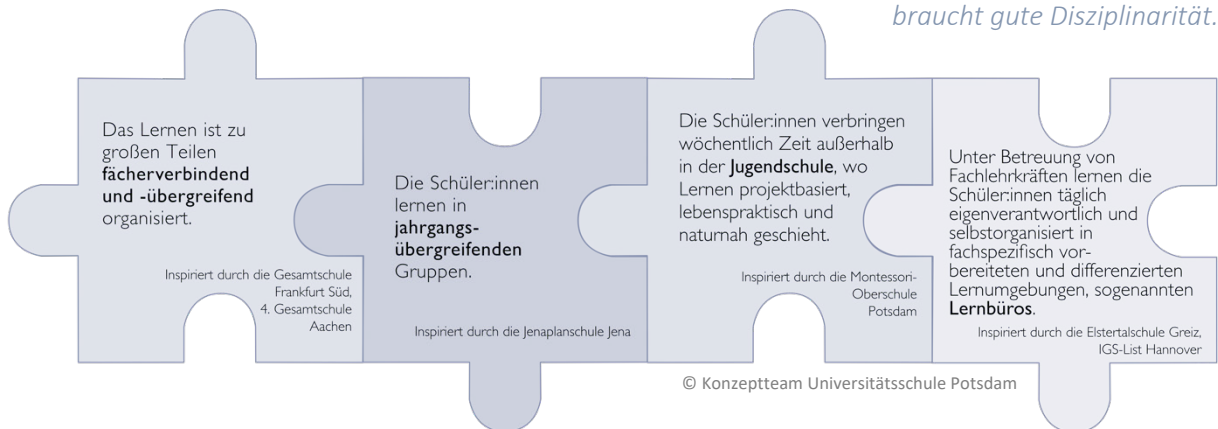 braucht gute Disziplinarität.
Das Lernen ist zu
großen Teilen
fächerverbindend
und -übergreifend
organisiert.
Inspiriert durch die Gesamtschule
Frankfurt Süd,
4. Gesamtschule
Aachen
Die Schüler:innen
lernen in
jahrgangs-
übergreifenden
Gruppen.
Inspiriert durch die Jenaplanschule Jena
Die Schüler:innen verbringen
wöchentlich Zeit außerhalb
in der Jugendschule, wo
Lernen projektbasiert,
lebenspraktisch und
naturnah geschieht.
Inspiriert durch die Montessori-
Oberschule
Potsdam
Unter Betreuung von
Fachlehrkräften lernen die
Schüler:innen täglich
eigenverantwortlich und
selbstorganisiert in
fachspezifisch vor-
bereiteten und differenzierten
Lernumgebungen, sogenannten
Lernbüros.
Inspiriert durch die Elstertalschule Greiz,
IGS-List Hannover
© Konzeptteam Universitätsschule Potsdam